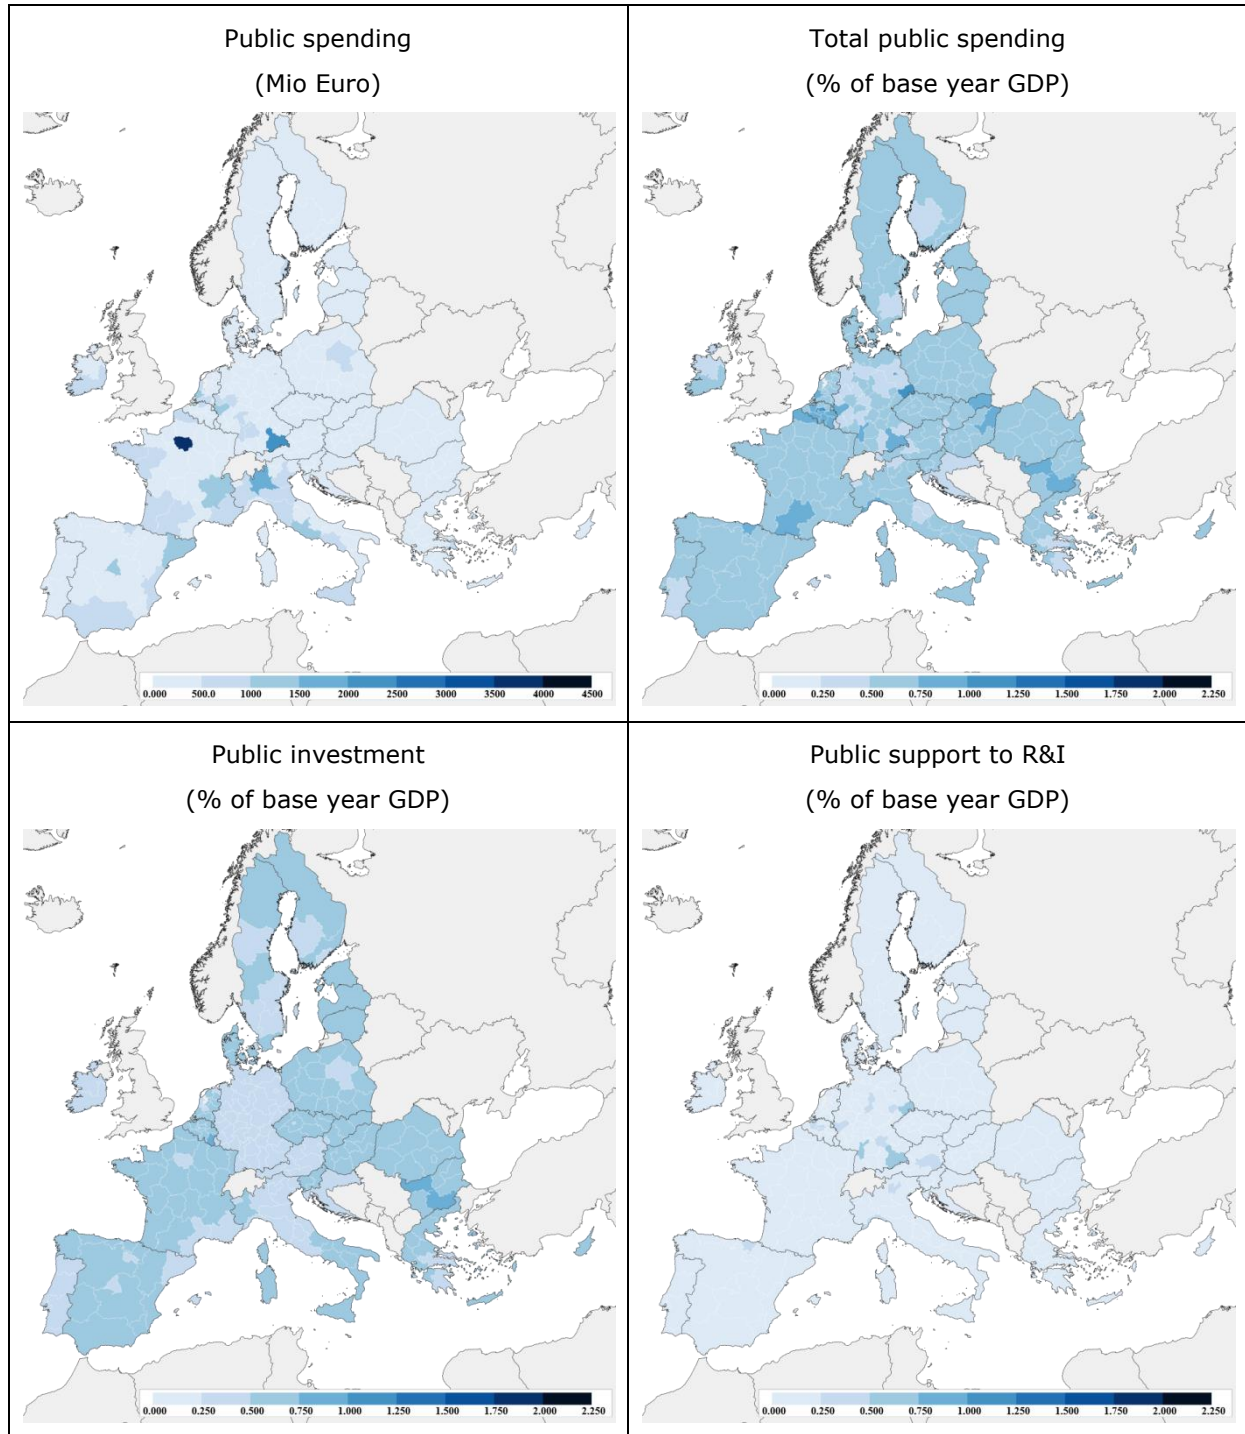 Public spending
(Mio Euro)
0.000 500.0 1000 1500 2000 2500 3000 3500 4000 4500
Total public spending
(% of base year GDP)
0.000 0.250 0.500 0.750 1.000 1.250 1.500 1.750 2.000 2.250
Public investment
(% of base year GDP)
0.000 0.250 0.500 0.750 1.000 1.250 1.500 1.750 2.000 2.250
Public support to R&I
(% of base year GDP)
0.000 0.250 0.500 0.750 1.000 1.250 1.500 1.750 2.000 2.250